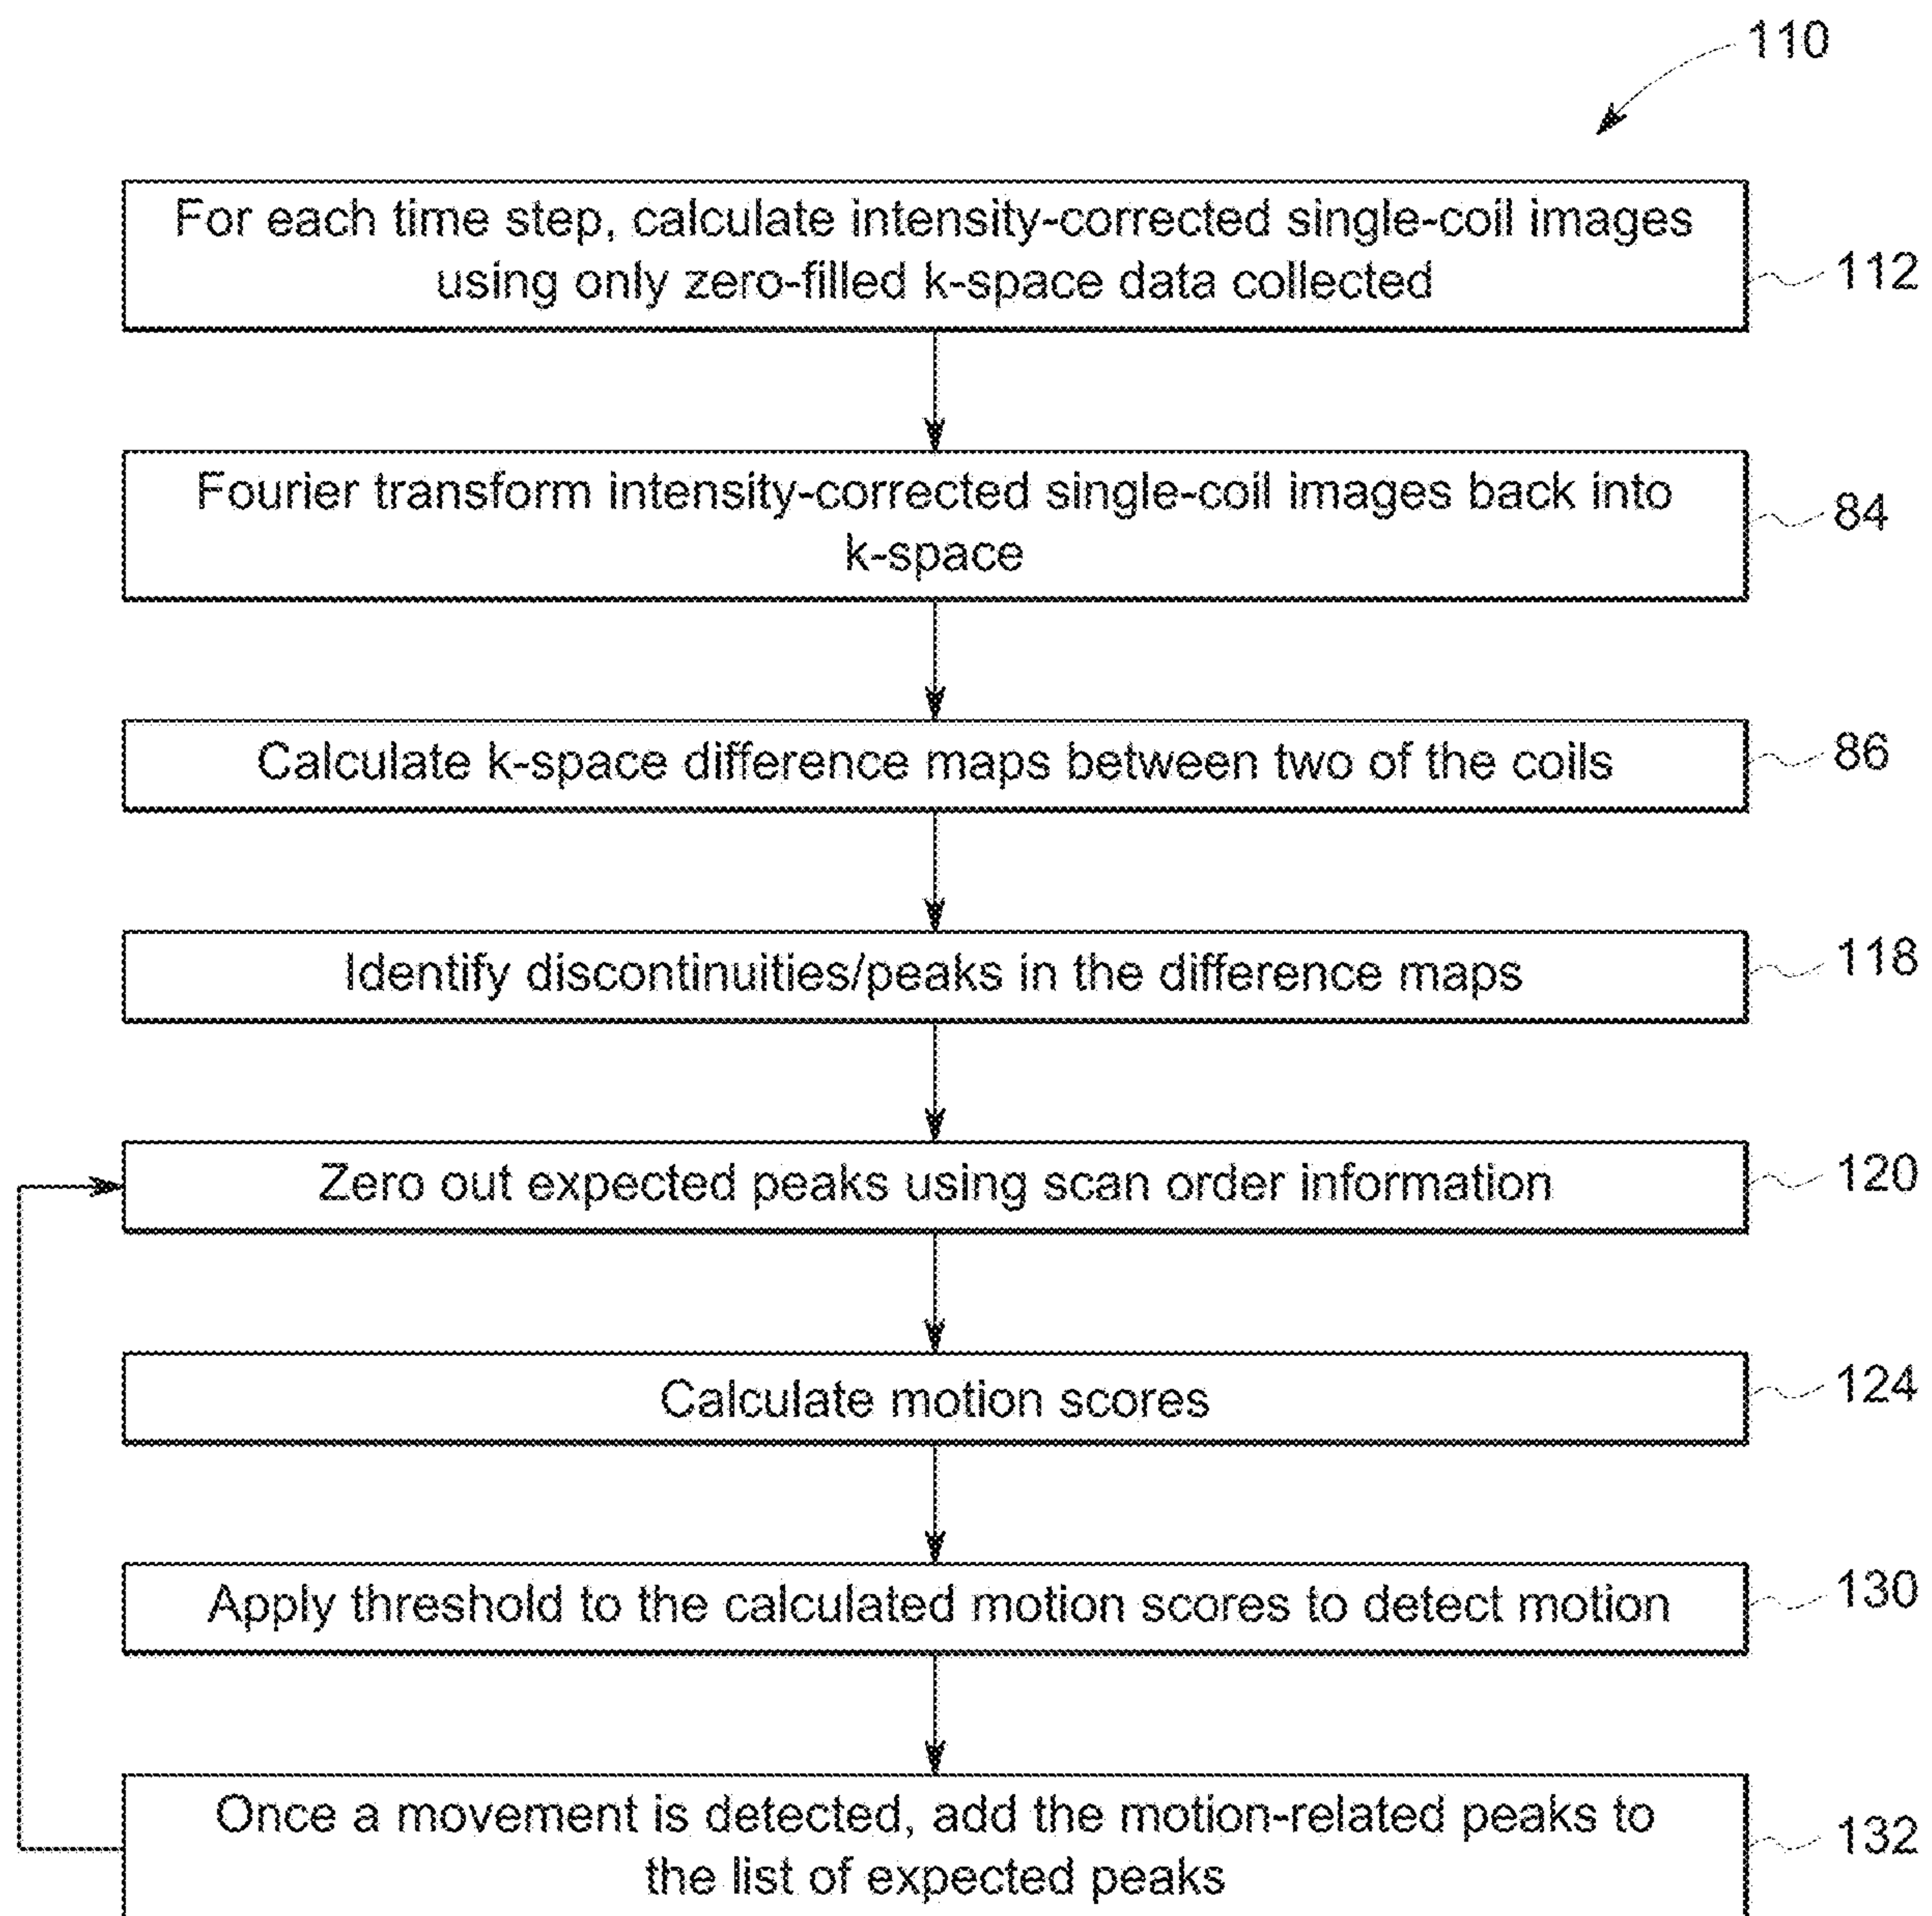 110
For each time step, calculate intensity-corrected single-coil images
using only zero-filled k-space data collected
112
Fourier transform intensity-corrected single-coil images back into
k-space
84
Calculate k-space difference maps between two of the coils
86
Identify discontinuities/peaks in the difference maps
118
Zero out expected peaks using scan order information
120
Calculate motion scores
124
Apply threshold to the calculated motion scores to detect motion
130
Once a movement is detected, add the motion-related peaks to
the list of expected peaks
132